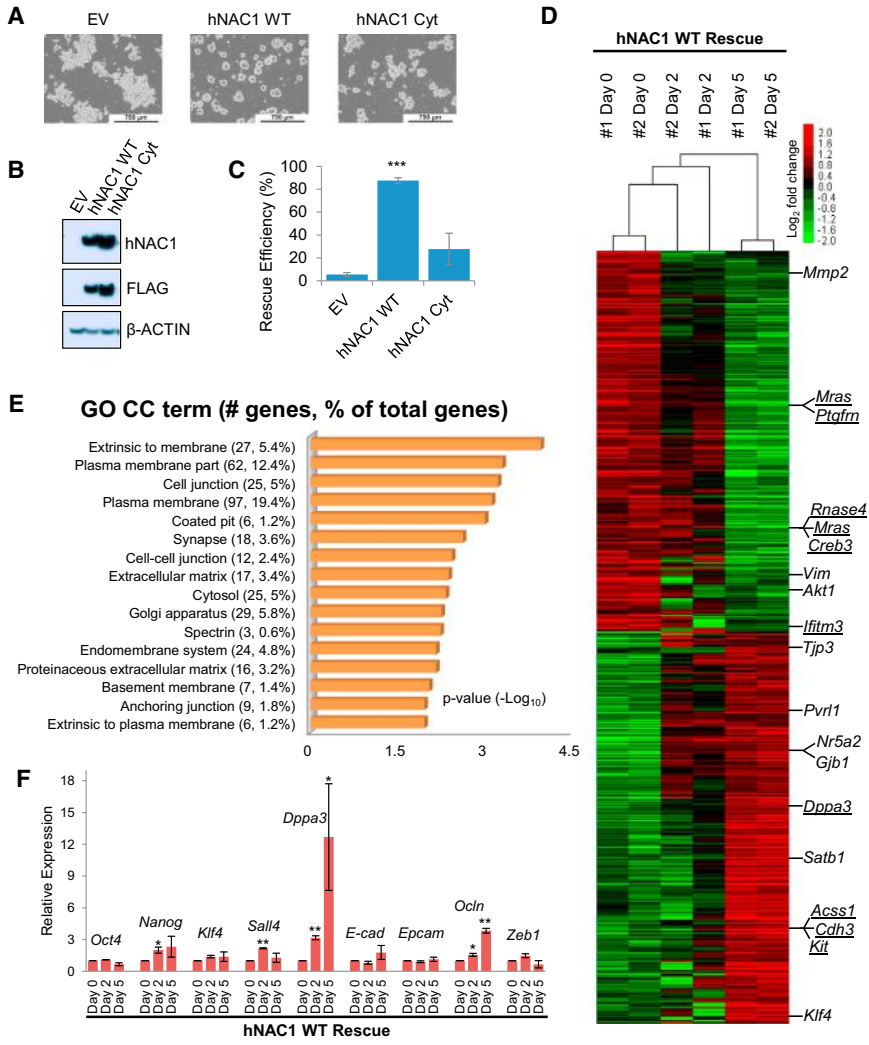 A
EV
hNAC1 WT
hNAC1 Cyt
750 µm
750 µm
750 µm
B
EV
hNAC1 WT
hNAC1 Cyt
hNAC1
FLAG
β-ACTIN
C
Rescue Efficiency (%)
100
80
60
40
20
0
***
EV
hNAC1 WT
hNAC1 Cyt
D
hNAC1 WT Rescue
#1 Day 0
#2 Day 0
#2 Day 2
#1 Day 2
#1 Day 5
#2 Day 5
Log2 fold change
2.0
1.6
1.2
0.8
0.4
0.0
-0.4
-0.8
-1.2
-1.6
-2.0
Mmp2
Mras
Ptgfrn
Rnase4
Mras
Creb3
Vim
Akt1
Ifitm3
Tjp3
Pvrl1
Nr5a2
Gjb1
Dppa3
Satb1
Acss1
Cdh3
Kit
Klf4
E
GO CC term (# genes, % of total genes)
Extrinsic to membrane (27, 5.4%)
Plasma membrane part (62, 12.4%)
Cell junction (25, 5%)
Plasma membrane (97, 19.4%)
Coated pit (6, 1.2%)
Synapse (18, 3.6%)
Cell-cell junction (12, 2.4%)
Extracellular matrix (17, 3.4%)
Cytosol (25, 5%)
Golgi apparatus (29, 5.8%)
Spectrin (3, 0.6%)
Endomembrane system (24, 4.8%)
Proteinaceous extracellular matrix (16, 3.2%)
Basement membrane (7, 1.4%)
Anchoring junction (9, 1.8%)
Extrinsic to plasma membrane (6, 1.2%)
p-value (-Log10)
0 1.5 3 4.5
F
Relative Expression
18
15
12
9
6
3
0
Oct4
Nanog
*
Klf4
Sall4
**
Dppa3
**
*
E-cad
Epcam
Ocln
*
**
Zeb1
Day 0 Day 2 Day 5
Day 0 Day 2 Day 5
Day 0 Day 2 Day 5
Day 0 Day 2 Day 5
Day 0 Day 2 Day 5
Day 0 Day 2 Day 5
Day 0 Day 2 Day 5
Day 0 Day 2 Day 5
Day 0 Day 2 Day 5
hNAC1 WT Rescue